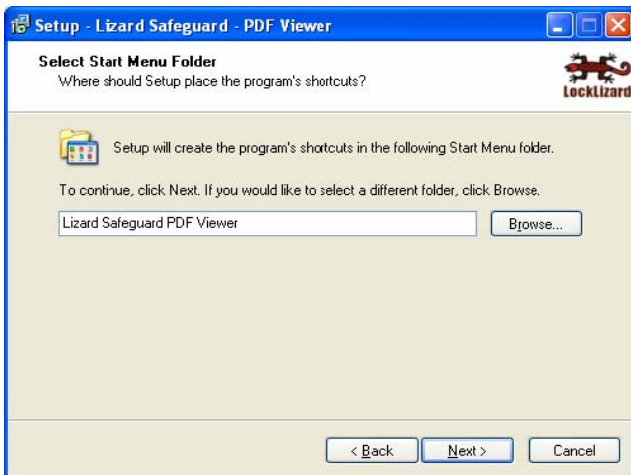 Setup - Lizard Safeguard - PDF Viewer
Select Start Menu Folder
Where should Setup place the program's shortcuts?
LockLizard
Setup will create the program's shortcuts in the following Start Menu folder.
To continue, click Next. If you would like to select a different folder, click Browse.
Lizard Safeguard PDF Viewer
Browse...
< Back
Next >
Cancel